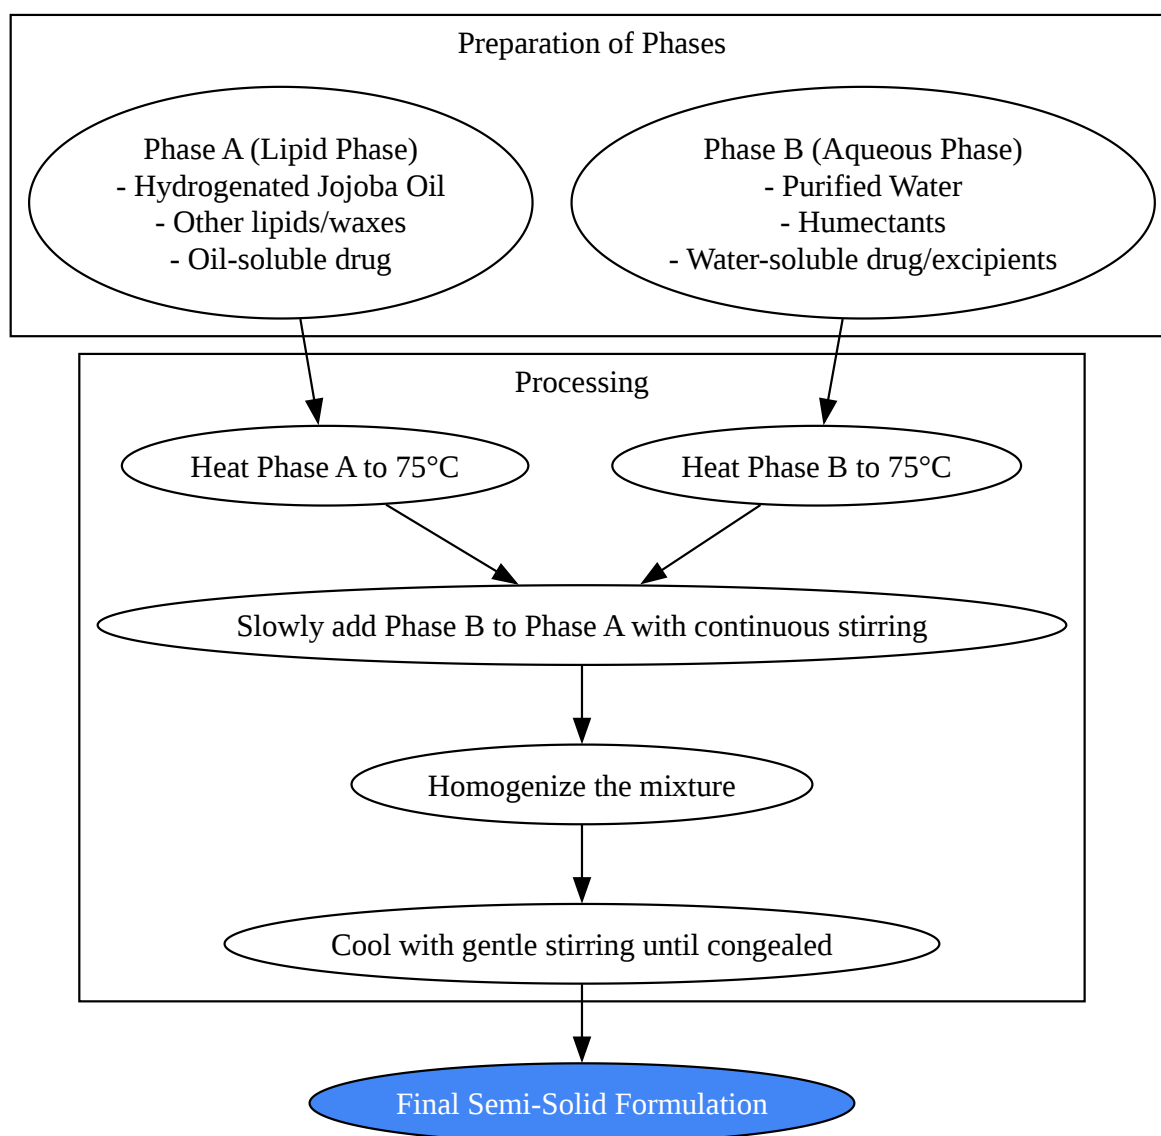 Preparation of Phases
Phase A (Lipid Phase)
- Hydrogenated Jojoba Oil
- Other lipids/waxes
- Oil-soluble drug
Phase B (Aqueous Phase)
- Purified Water
- Humectants
- Water-soluble drug/excipients
Processing
Heat Phase A to 75°C
Heat Phase B to 75°C
Slowly add Phase B to Phase A with continuous stirring
Homogenize the mixture
Cool with gentle stirring until congealed
Final Semi-Solid Formulation